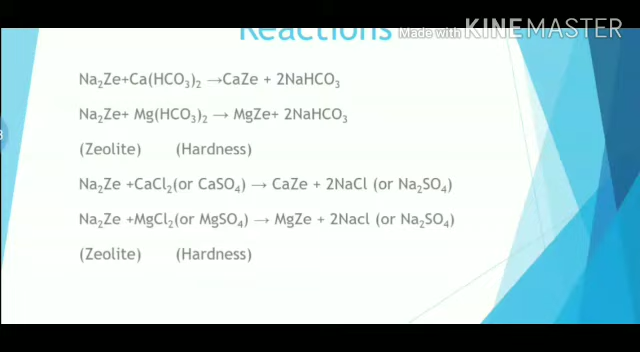 Reactions
Made with KINEMASTER
Na₂Ze+Ca(HCO₃)₂ →CaZe + 2NaHCO₃
Na₂Ze+ Mg(HCO₃)₂ → MgZe+ 2NaHCO₃
(Zeolite) (Hardness)
Na₂Ze +CaCl₂(or CaSO₄) → CaZe + 2NaCl (or Na₂SO₄)
Na₂Ze +MgCl₂(or MgSO₄) → MgZe + 2Nacl (or Na₂SO₄)
(Zeolite) (Hardness)